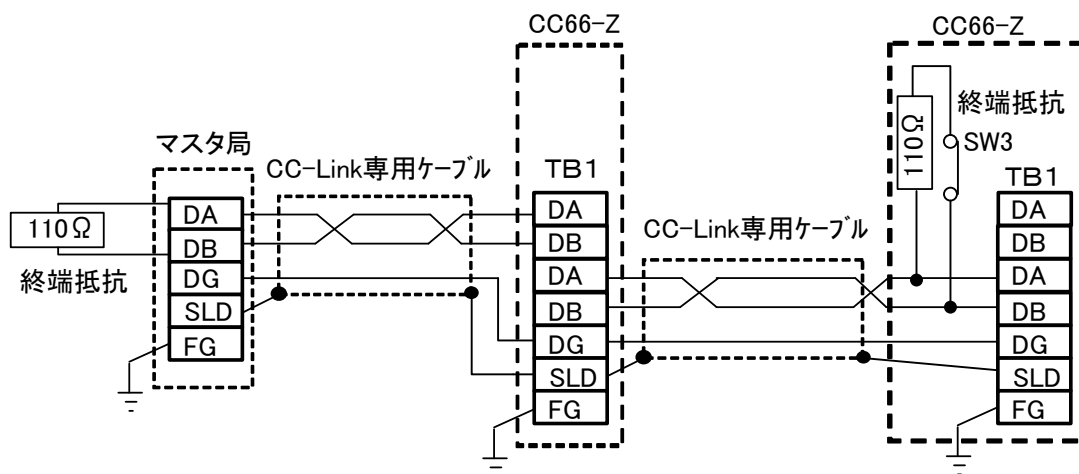 CC66-Z
CC66-Z
マスタ局
CC-Link専用ケーブル
TB1
終端抵抗
110Ω
SW3
TB1
110Ω
終端抵抗
DA
DB
DG
SLD
FG
DA
DB
DA
DB
DG
SLD
FG
CC-Link専用ケーブル
DA
DB
DA
DB
DG
SLD
FG